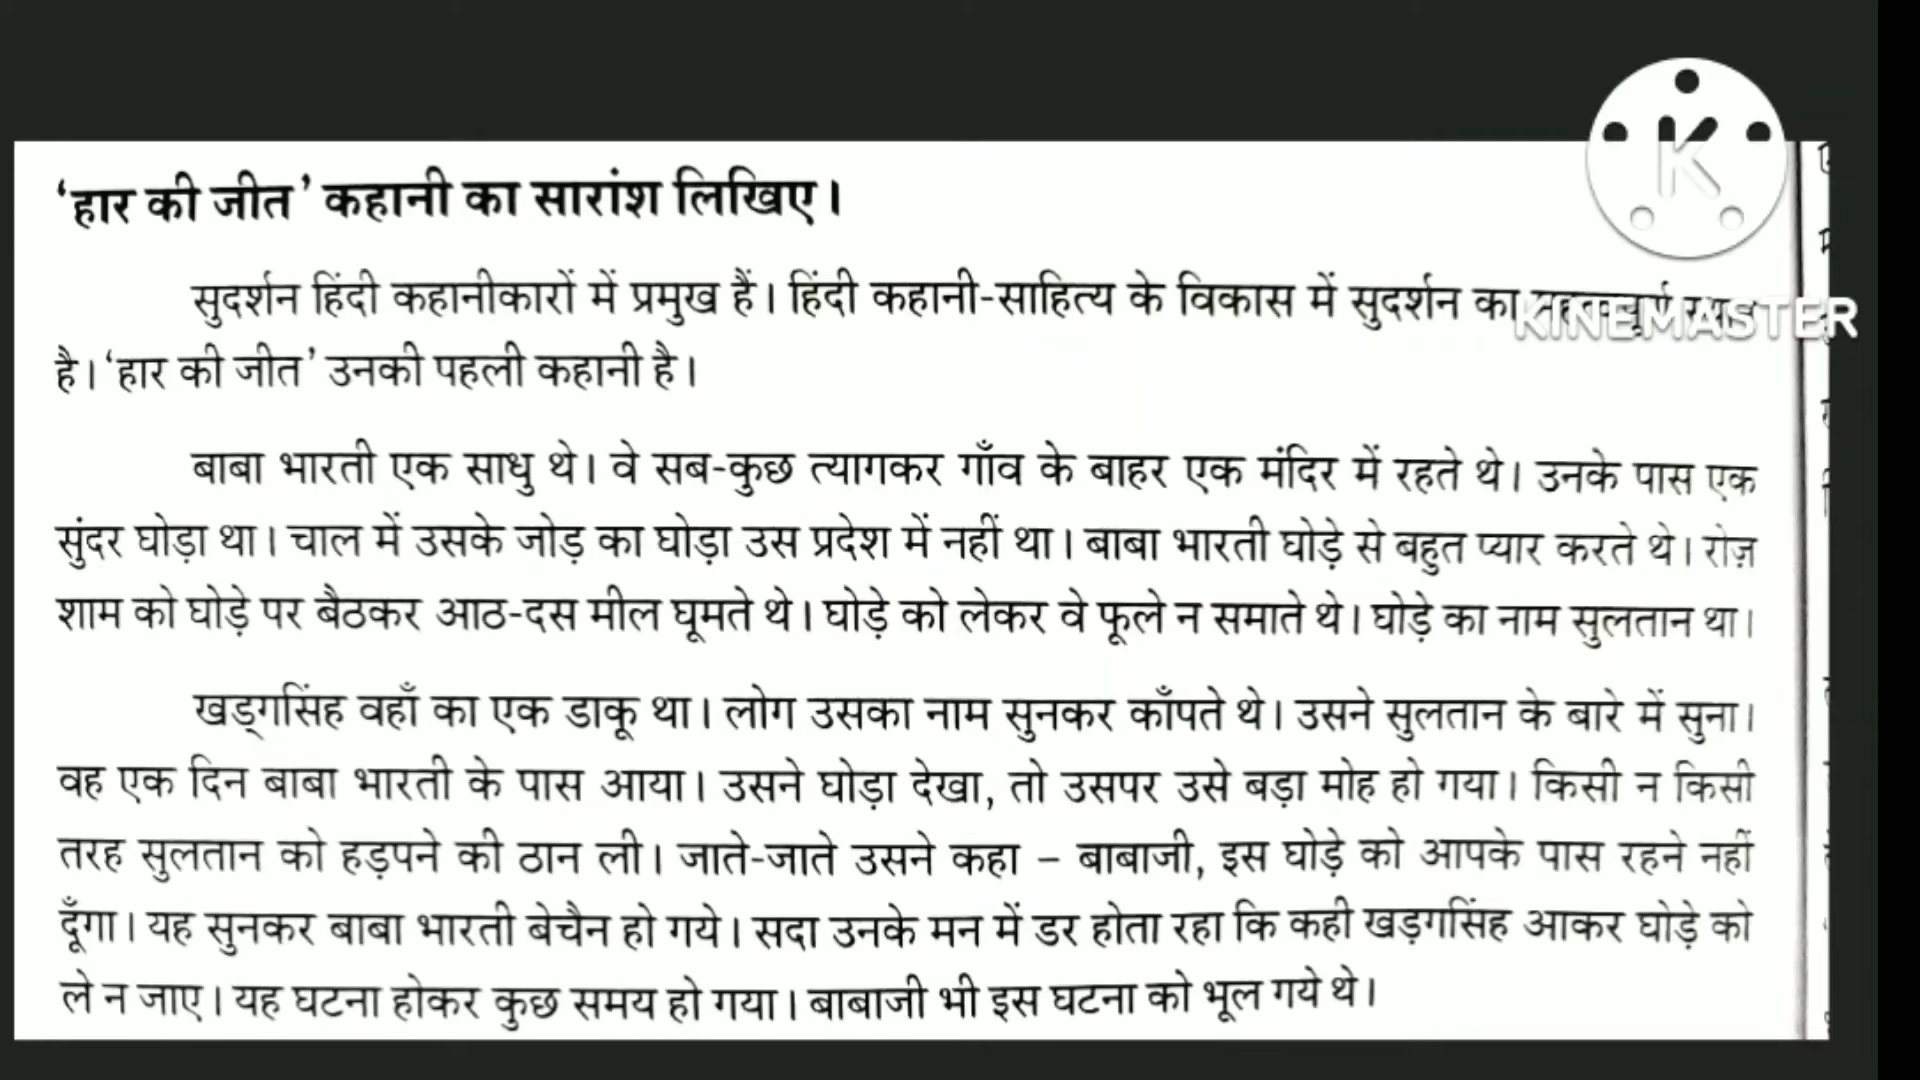 ‘हार की जीत’ कहानी का सारांश लिखिए।
सुदर्शन हिंदी कहानीकारों में प्रमुख हैं। हिंदी कहानी-साहित्य के विकास में सुदर्शन का
KINEMASTER
है। ‘हार की जीत’ उनकी पहली कहानी है।
बाबा भारती एक साधु थे। वे सब-कुछ त्यागकर गाँव के बाहर एक मंदिर में रहते थे। उनके पास एक
सुंदर घोड़ा था। चाल में उसके जोड़ का घोड़ा उस प्रदेश में नहीं था। बाबा भारती घोड़े से बहुत प्यार करते थे। रोज़
शाम को घोड़े पर बैठकर आठ-दस मील घूमते थे। घोड़े को लेकर वे फूले न समाते थे। घोड़े का नाम सुलतान था।
खड्गसिंह वहाँ का एक डाकू था। लोग उसका नाम सुनकर काँपते थे। उसने सुलतान के बारे में सुना।
वह एक दिन बाबा भारती के पास आया। उसने घोड़ा देखा, तो उसपर उसे बड़ा मोह हो गया। किसी न किसी
तरह सुलतान को हड़पने की ठान ली। जाते-जाते उसने कहा – बाबाजी, इस घोड़े को आपके पास रहने नहीं
दूँगा। यह सुनकर बाबा भारती बेचैन हो गये। सदा उनके मन में डर होता रहा कि कही खड़गसिंह आकर घोड़े को
ले न जाए। यह घटना होकर कुछ समय हो गया। बाबाजी भी इस घटना को भूल गये थे।